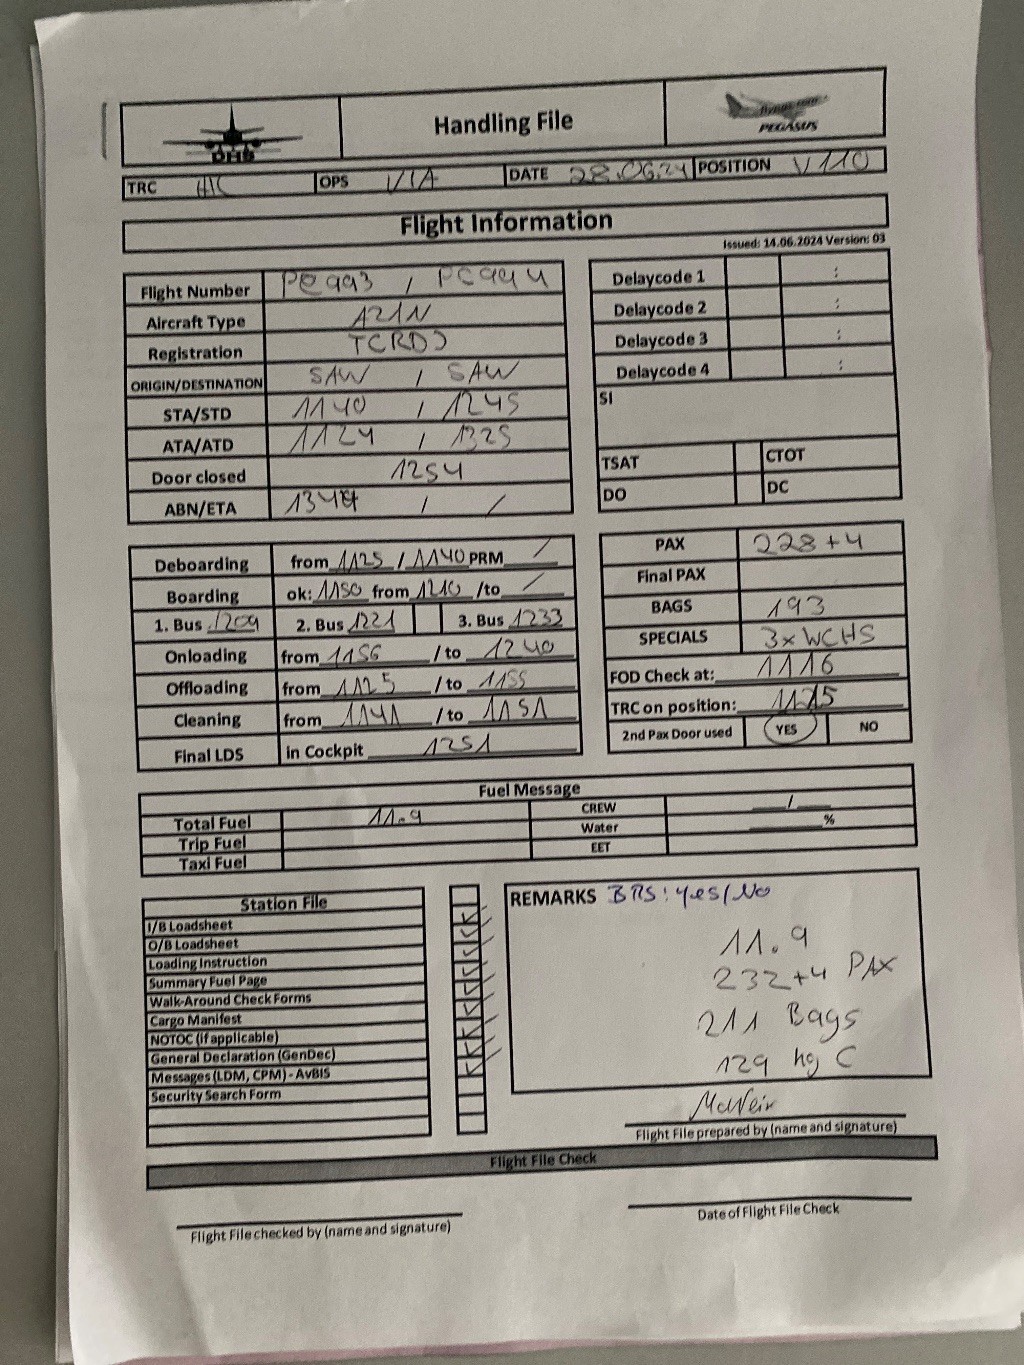 DHS
Handling File
PEGASUS
TRC HIC OPS VIA DATE 28.06.24 POSITION V110
Flight Information
Issued: 14.06.2024 Version: 03
Flight Number PC993 / PC994
Aircraft Type A21N
Registration TCRDJ
ORIGIN/DESTINATION SAW / SAW
STA/STD 1140 / 1245
ATA/ATD 1124 / 1325
Door closed 1254
ABN/ETA / /
Delaycode 1 :
Delaycode 2 :
Delaycode 3 :
Delaycode 4 :
SI
TSAT CTOT
DO DC
Deboarding from 1125 / 1140 PRM /
Boarding ok: 1150 from 1210 /to /
1. Bus 1209 2. Bus 1221 3. Bus 1233
Onloading from 1156 /to 1240
Offloading from 1125 /to 1155
Cleaning from 1141 /to 1151
Final LDS in Cockpit 1251
PAX 228+4
Final PAX
BAGS 193
SPECIALS 3x WCHS
FOD Check at: 1116
TRC on position: 1115
2nd Pax Door used YES NO
Fuel Message
Total Fuel 11.9 CREW /
Trip Fuel Water %
Taxi Fuel EET
Station File
I/B Loadsheet
O/B Loadsheet
Loading Instruction
Summary Fuel Page
Walk-Around Check Forms
Cargo Manifest
NOTOC (if applicable)
General Declaration (GenDec)
Messages (LDM, CPM) - AvBIS
Security Search Form
REMARKS BRS: yes/No
11.9
232+4 PAX
211 Bags
129 kg C
Flight File prepared by (name and signature)
Flight File Check
Flight File checked by (name and signature)
Date of Flight File Check